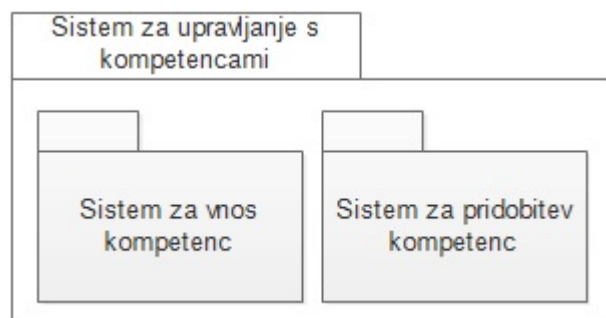 Sistem za upravljanje s
kompetencami
Sistem za vnos
kompetenc
Sistem za pridobitev
kompetenc